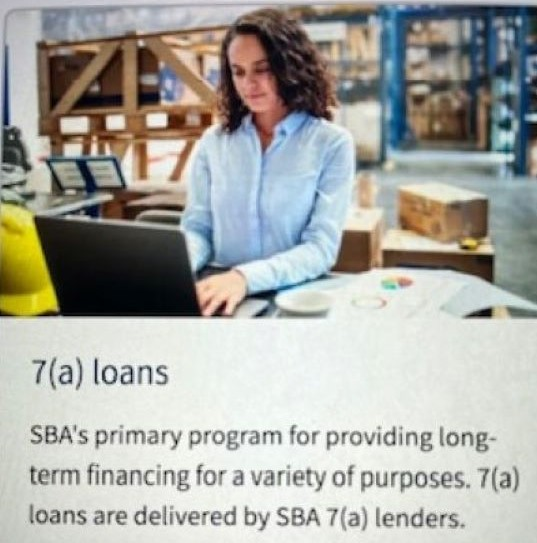 7(a) loans
SBA's primary program for providing long-
term financing for a variety of purposes. 7(a)
loans are delivered by SBA 7(a) lenders.